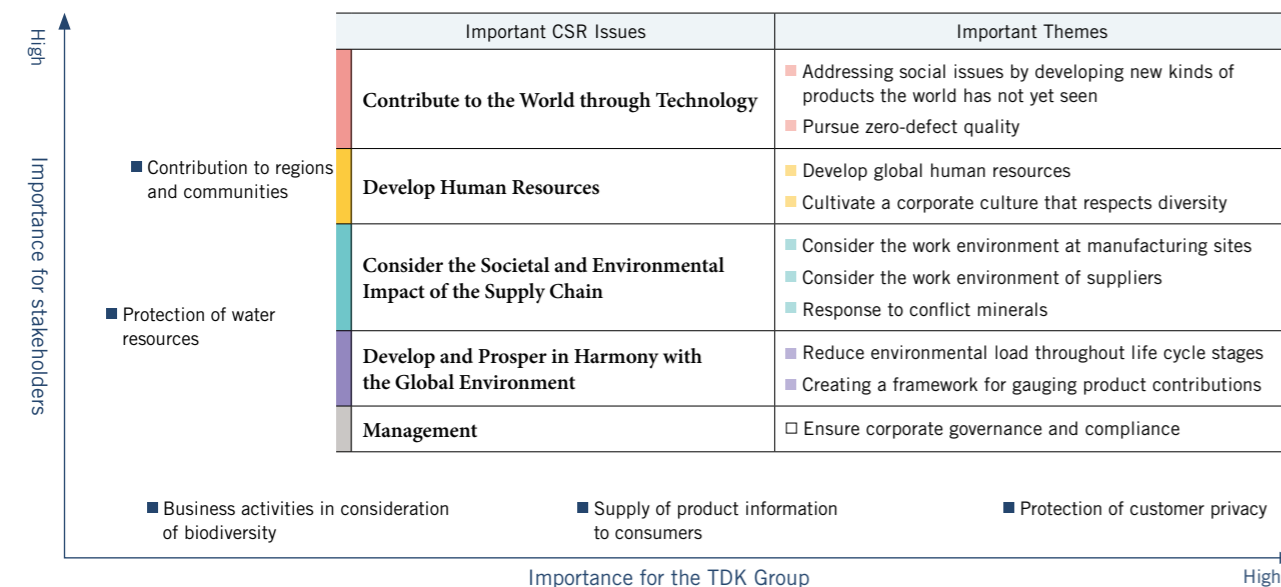 High
Importance for stakeholders
Important CSR Issues
Important Themes
Contribute to the World through Technology
Addressing social issues by developing new kinds of
products the world has not yet seen
Pursue zero-defect quality
Contribution to regions
and communities
Develop Human Resources
Develop global human resources
Cultivate a corporate culture that respects diversity
Protection of water
resources
Consider the Societal and Environmental
Impact of the Supply Chain
Consider the work environment at manufacturing sites
Consider the work environment of suppliers
Response to conflict minerals
Develop and Prosper in Harmony with
the Global Environment
Reduce environmental load throughout life cycle stages
Creating a framework for gauging product contributions
Management
Ensure corporate governance and compliance
Business activities in consideration
of biodiversity
Supply of product information
to consumers
Protection of customer privacy
Importance for the TDK Group
High